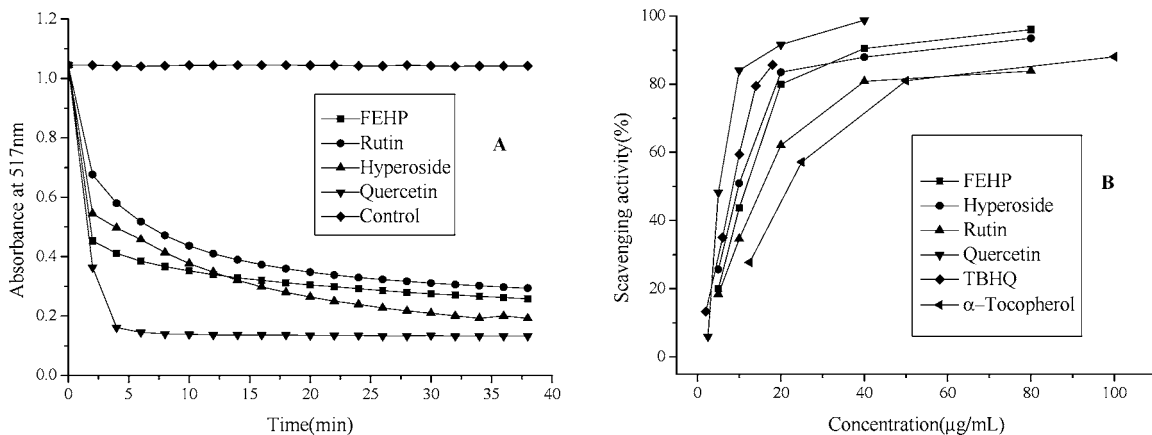 1.2
1.0
0.8
0.6
0.4
0.2
0.0
Absorbance at 517nm
0 5 10 15 20 25 30 35 40
Time(min)
FEHP
Rutin
Hyperoside
Quercetin
Control
A
100
80
60
40
20
0
Scavenging activity(%)
0 20 40 60 80 100
Concentration(μg/mL)
FEHP
Hyperoside
Rutin
Quercetin
TBHQ
α–Tocopherol
B